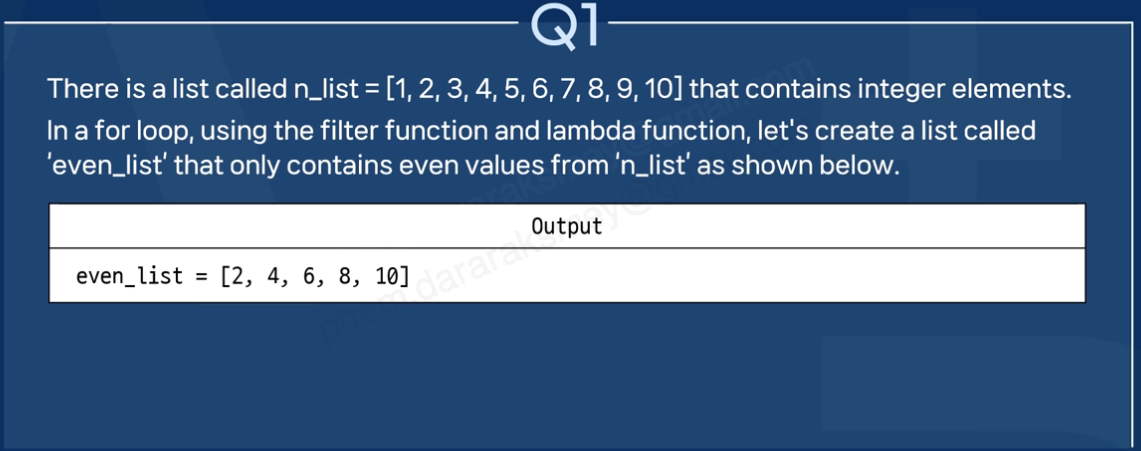 Q1
There is a list called n_list = [1, 2, 3, 4, 5, 6, 7, 8, 9, 10] that contains integer elements.
In a for loop, using the filter function and lambda function, let's create a list called
'even_list' that only contains even values from 'n_list' as shown below.
Output
even_list = [2, 4, 6, 8, 10]